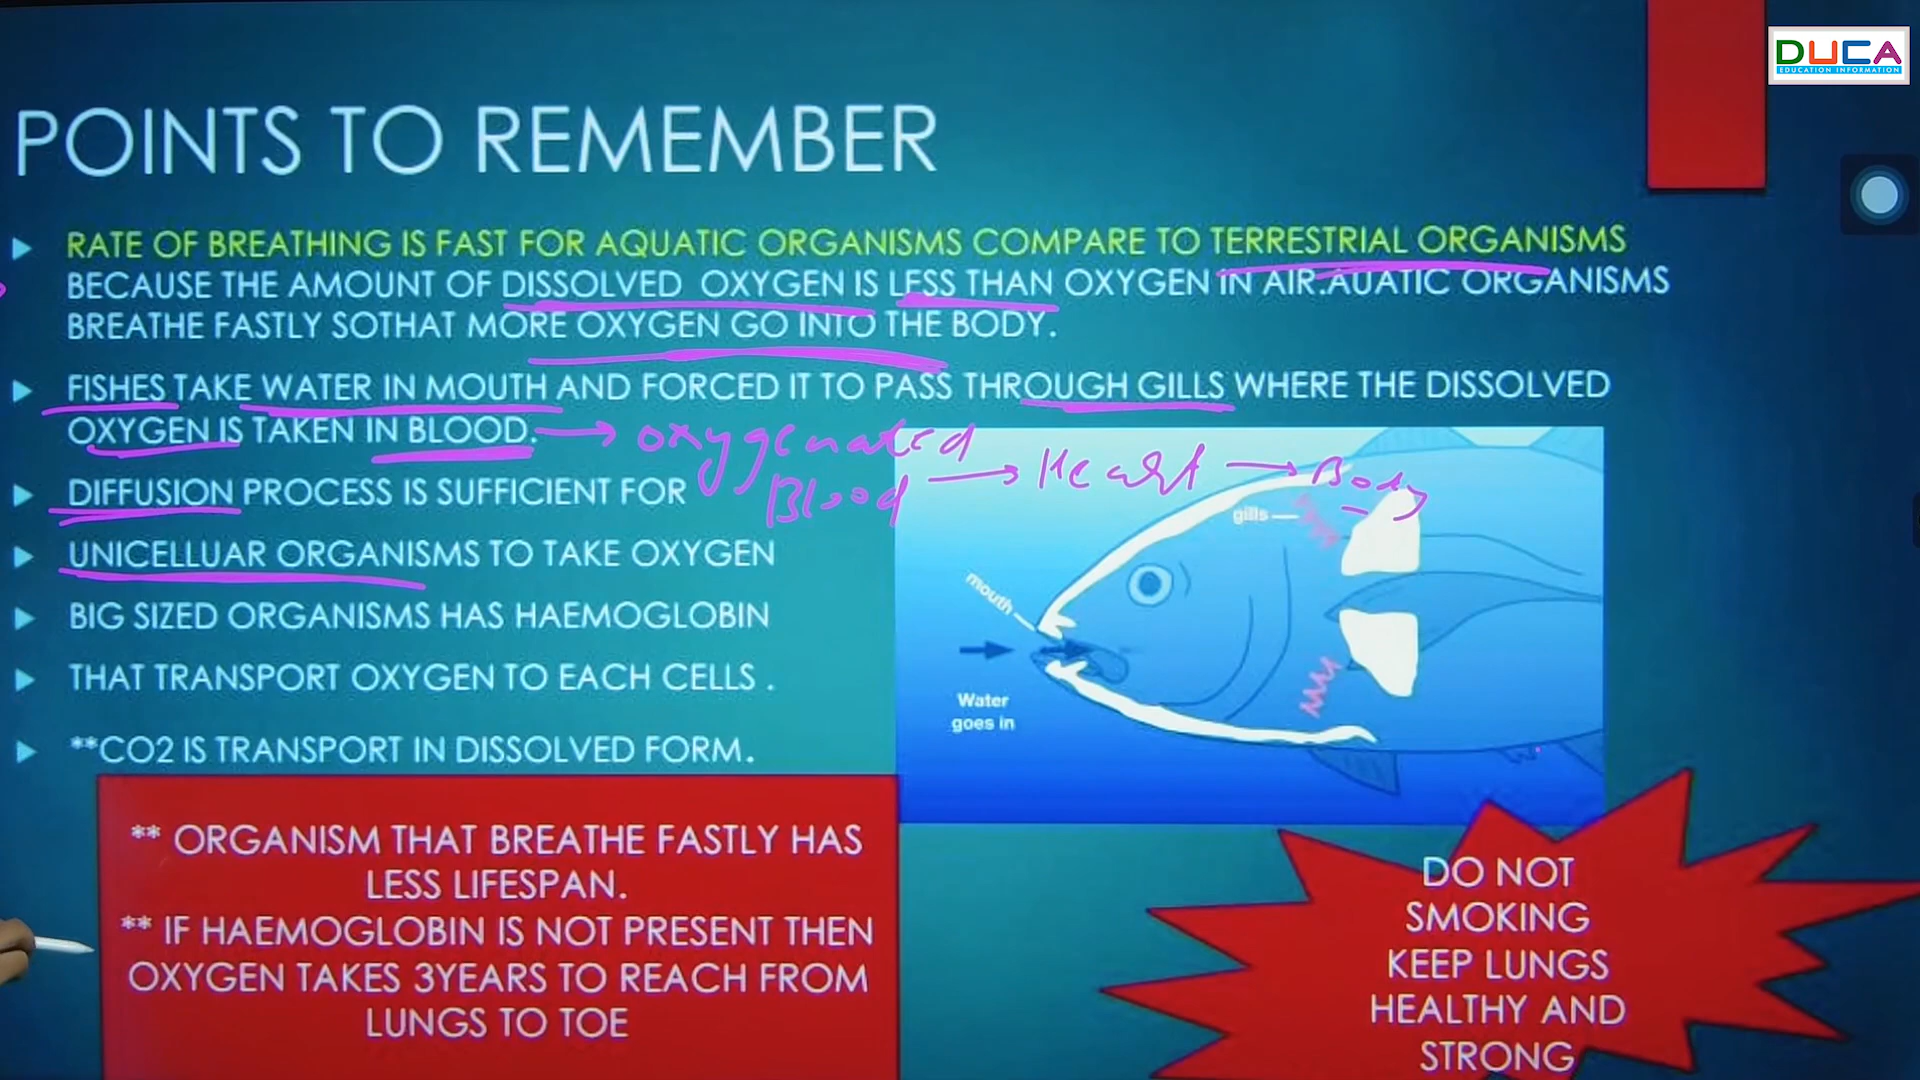 DUCA
EDUCATION INFORMATION
POINTS TO REMEMBER
RATE OF BREATHING IS FAST FOR AQUATIC ORGANISMS COMPARE TO TERRESTRIAL ORGANISMS
BECAUSE THE AMOUNT OF DISSOLVED OXYGEN IS LESS THAN OXYGEN IN AIR.AUATIC ORGANISMS
BREATHE FASTLY SOTHAT MORE OXYGEN GO INTO THE BODY.
FISHES TAKE WATER IN MOUTH AND FORCED IT TO PASS THROUGH GILLS WHERE THE DISSOLVED
OXYGEN IS TAKEN IN BLOOD.
oxygenated
Blood → Heart → Body
DIFFUSION PROCESS IS SUFFICIENT FOR
UNICELLUAR ORGANISMS TO TAKE OXYGEN
BIG SIZED ORGANISMS HAS HAEMOGLOBIN
THAT TRANSPORT OXYGEN TO EACH CELLS .
**CO2 IS TRANSPORT IN DISSOLVED FORM.
gills
mouth
Water
goes in
** ORGANISM THAT BREATHE FASTLY HAS
LESS LIFESPAN.
** IF HAEMOGLOBIN IS NOT PRESENT THEN
OXYGEN TAKES 3YEARS TO REACH FROM
LUNGS TO TOE
DO NOT
SMOKING
KEEP LUNGS
HEALTHY AND
STRONG